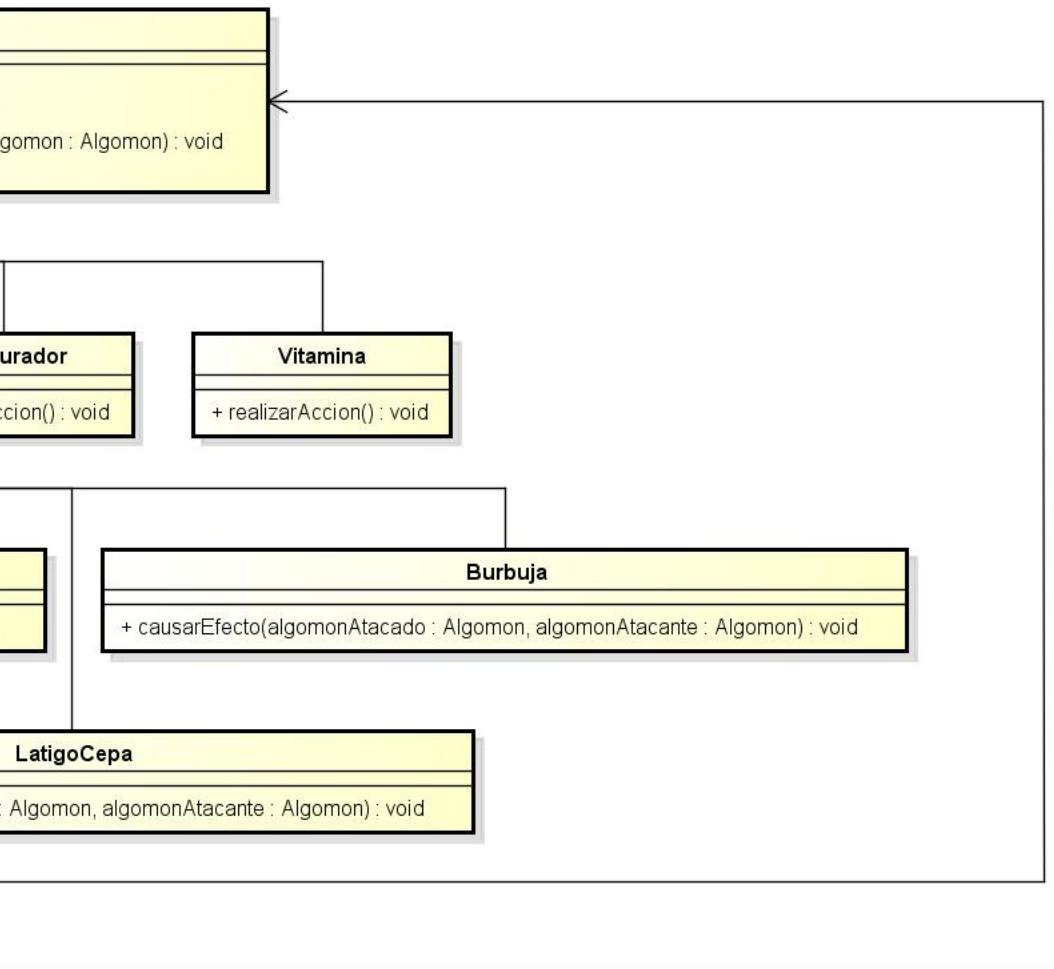 gomon : Algomon) : void
urador
Vitamina
ccion() : void
+ realizarAccion() : void
Burbuja
+ causarEfecto(algomonAtacado : Algomon, algomonAtacante : Algomon) : void
LatigoCepa
: Algomon, algomonAtacante : Algomon) : void